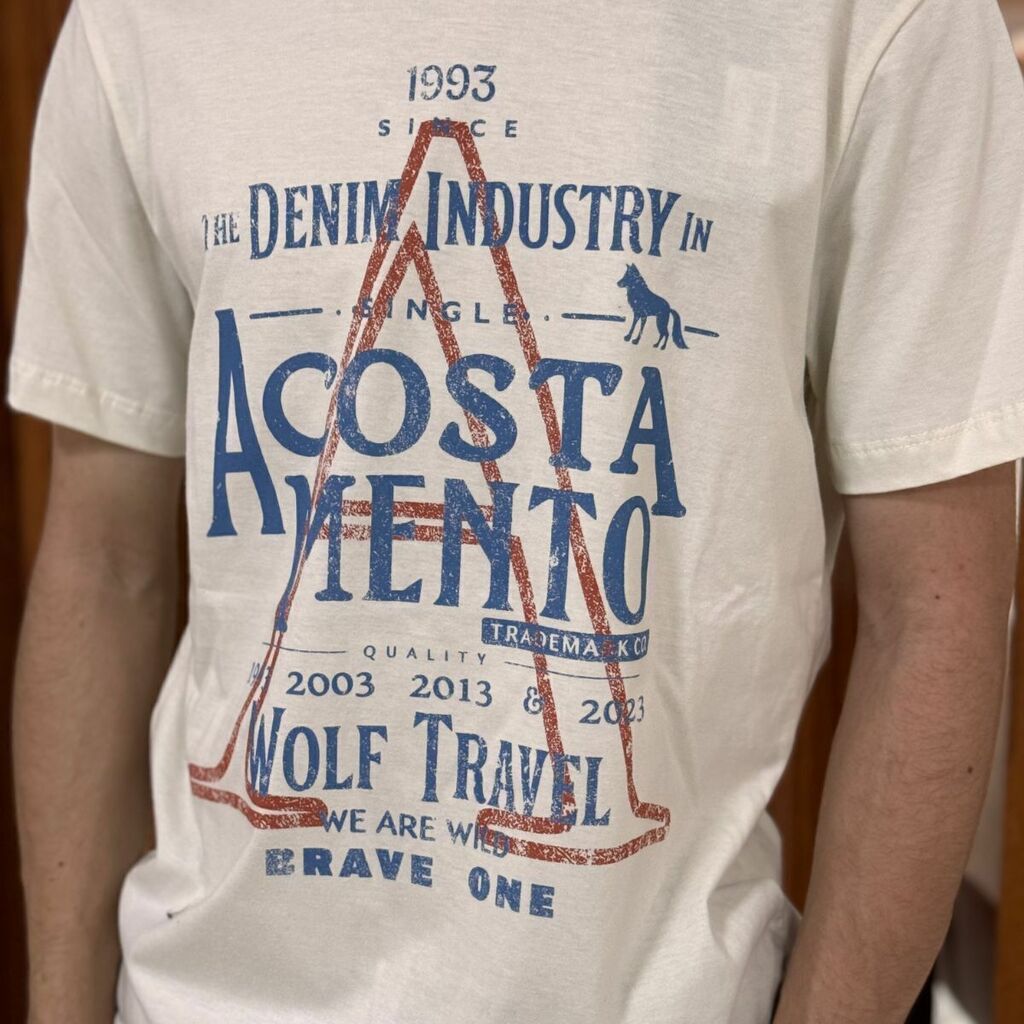 1993
SINCE
THE DENIM INDUSTRY IN
SINGLE
ACOSTA
MENTO
TRADEMARK CO
QUALITY
1993 2003 2013 & 2023
WOLF TRAVEL
WE ARE WILD
BRAVE ONE